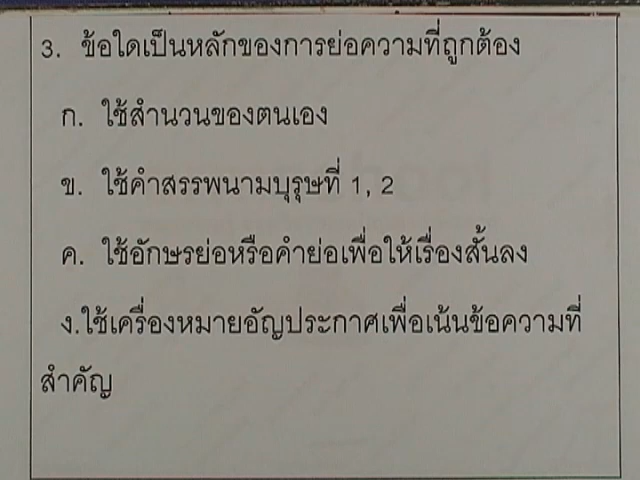 3. ข้อใดเป็นหลักของการย่อความที่ถูกต้อง
ก. ใช้สำนวนของตนเอง
ข. ใช้คำสรรพนามบุรุษที่ 1, 2
ค. ใช้อักษรย่อหรือคำย่อเพื่อให้เรื่องสั้นลง
ง.ใช้เครื่องหมายอัญประกาศเพื่อเน้นข้อความที่
สำคัญ